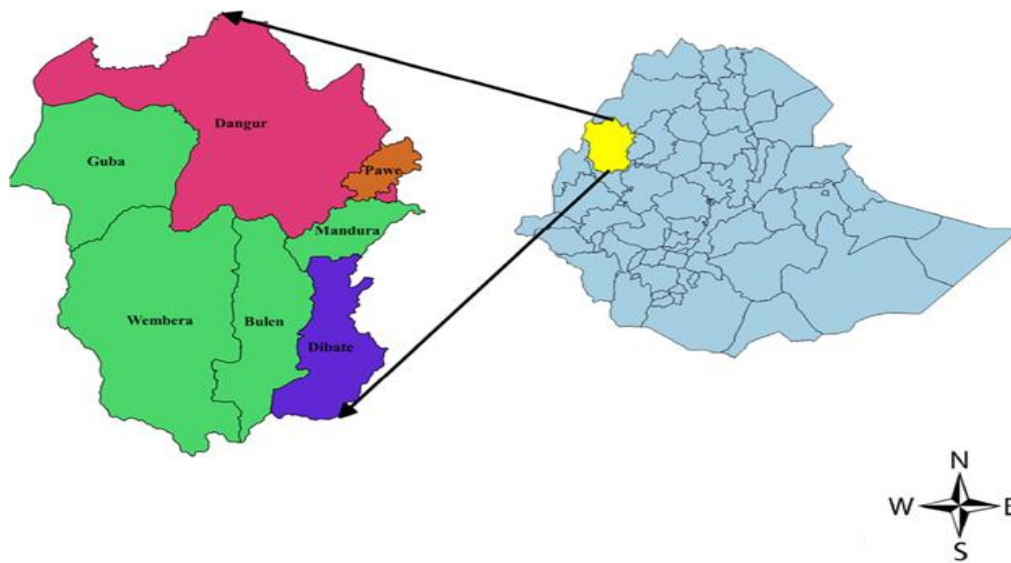 Dangur
Guba
Pawe
Mandura
Wembera
Bulen
Dibate
N
W
E
S